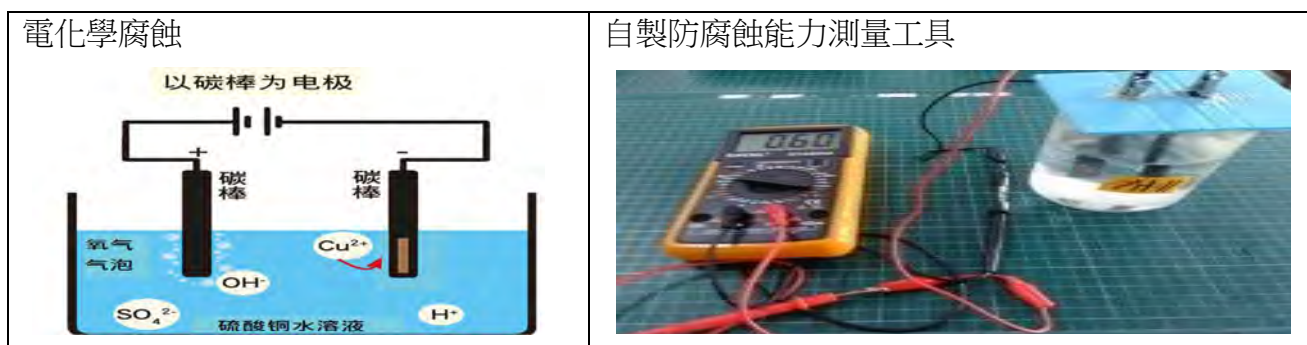 電化學腐蝕
以碳棒为电极
+
-
碳棒
碳棒
氧气
气泡
Cu²⁺
OH⁻
SO₄²⁻
H⁺
硫酸铜水溶液
自製防腐蝕能力測量工具
0.60